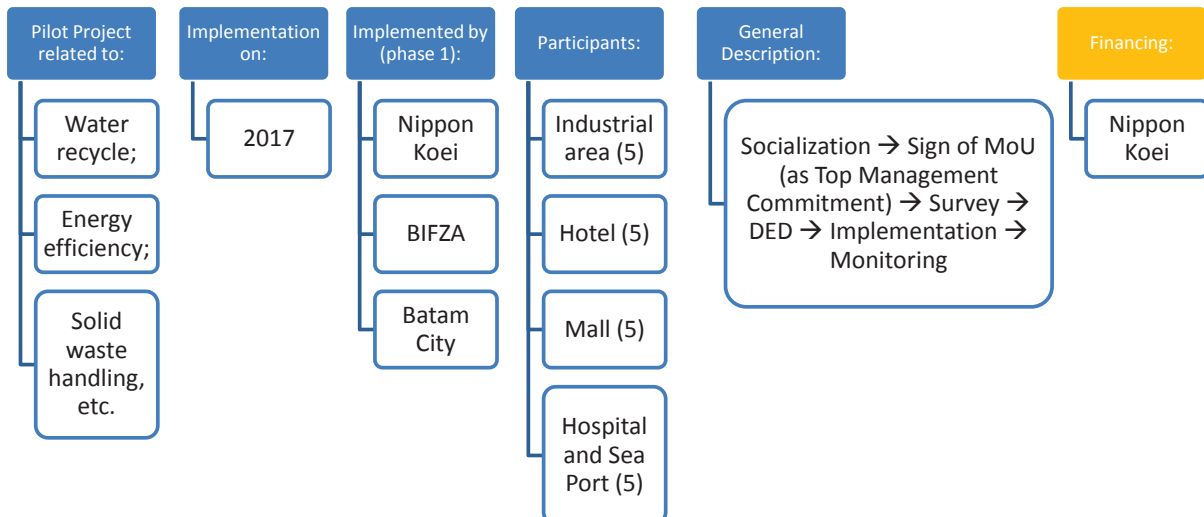 Pilot Project
related to:
Water
recycle;
Energy
efficiency;
Solid
waste
handling,
etc.
Implementation
on:
2017
Implemented by
(phase 1):
Nippon
Koei
BIFZA
Batam
City
Participants:
Industrial
area (5)
Hotel (5)
Mall (5)
Hospital
and Sea
Port (5)
General
Description:
Socialization → Sign of MoU
(as Top Management
Commitment) → Survey →
DED → Implementation →
Monitoring
Financing:
Nippon
Koei